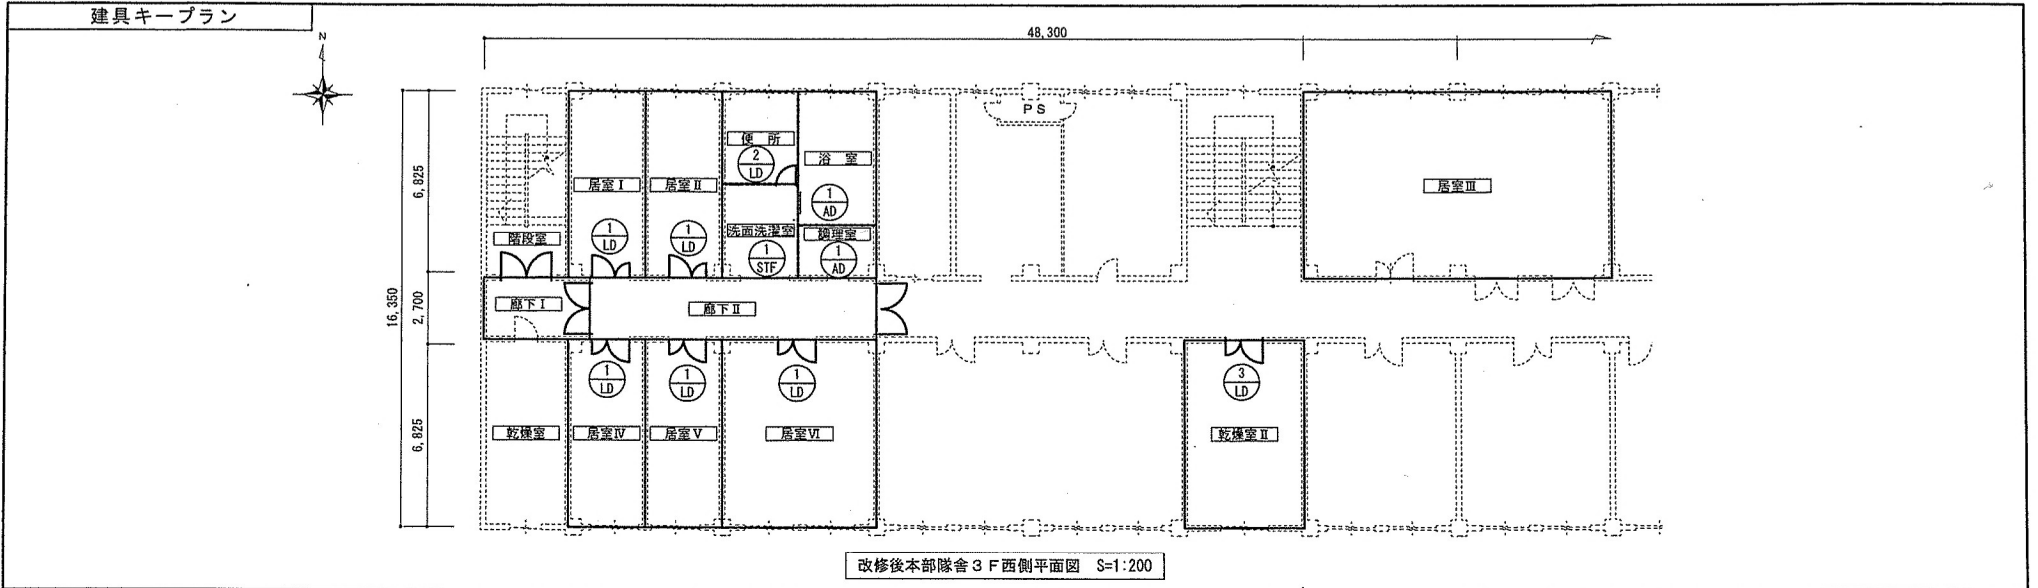 建具キープラン
N
48,300
PS
便 所
2
LD
浴 室
6,825
居室Ⅰ
居室Ⅱ
居室Ⅲ
1
AD
階段室
1
LD
1
LD
洗面洗濯室
1
STF
調理室
1
AD
16,350
2,700
廊下Ⅰ
廊下Ⅱ
1
LD
1
LD
1
LD
3
LD
6,825
乾燥室
居室Ⅳ
居室Ⅴ
居室Ⅵ
乾燥室Ⅱ
改修後本部隊舎3F西側平面図 S=1:200